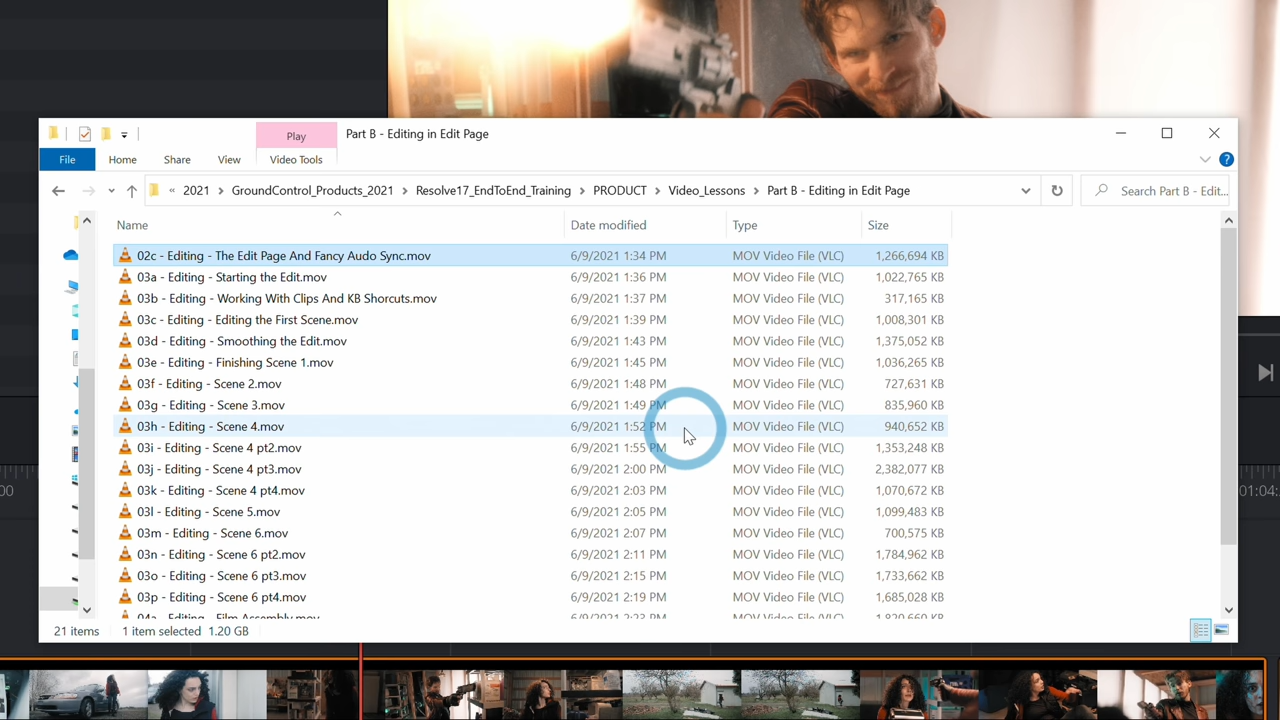 Play Part B - Editing in Edit Page
File Home Share View Video Tools
« 2021 > GroundControl_Products_2021 > Resolve17_EndToEnd_Training > PRODUCT > Video_Lessons > Part B - Editing in Edit Page Search Part B - Edit...
Name Date modified Type Size
02c - Editing - The Edit Page And Fancy Audo Sync.mov 6/9/2021 1:34 PM MOV Video File (VLC) 1,266,694 KB
03a - Editing - Starting the Edit.mov 6/9/2021 1:36 PM MOV Video File (VLC) 1,022,765 KB
03b - Editing - Working With Clips And KB Shorcuts.mov 6/9/2021 1:37 PM MOV Video File (VLC) 317,165 KB
03c - Editing - Editing the First Scene.mov 6/9/2021 1:39 PM MOV Video File (VLC) 1,008,301 KB
03d - Editing - Smoothing the Edit.mov 6/9/2021 1:43 PM MOV Video File (VLC) 1,375,052 KB
03e - Editing - Finishing Scene 1.mov 6/9/2021 1:45 PM MOV Video File (VLC) 1,036,265 KB
03f - Editing - Scene 2.mov 6/9/2021 1:48 PM MOV Video File (VLC) 727,631 KB
03g - Editing - Scene 3.mov 6/9/2021 1:49 PM MOV Video File (VLC) 835,960 KB
03h - Editing - Scene 4.mov 6/9/2021 1:52 PM MOV Video File (VLC) 940,652 KB
03i - Editing - Scene 4 pt2.mov 6/9/2021 1:55 PM MOV Video File (VLC) 1,353,248 KB
03j - Editing - Scene 4 pt3.mov 6/9/2021 2:00 PM MOV Video File (VLC) 2,382,077 KB
03k - Editing - Scene 4 pt4.mov 6/9/2021 2:03 PM MOV Video File (VLC) 1,070,672 KB
00 01:04:
03l - Editing - Scene 5.mov 6/9/2021 2:05 PM MOV Video File (VLC) 1,099,483 KB
03m - Editing - Scene 6.mov 6/9/2021 2:07 PM MOV Video File (VLC) 700,575 KB
03n - Editing - Scene 6 pt2.mov 6/9/2021 2:11 PM MOV Video File (VLC) 1,784,962 KB
03o - Editing - Scene 6 pt3.mov 6/9/2021 2:15 PM MOV Video File (VLC) 1,733,662 KB
03p - Editing - Scene 6 pt4.mov 6/9/2021 2:19 PM MOV Video File (VLC) 1,685,028 KB
04a - Editing - Film Assembly.mov 6/9/2021 2:23 PM MOV Video File (VLC)
21 items 1 item selected 1.20 GB